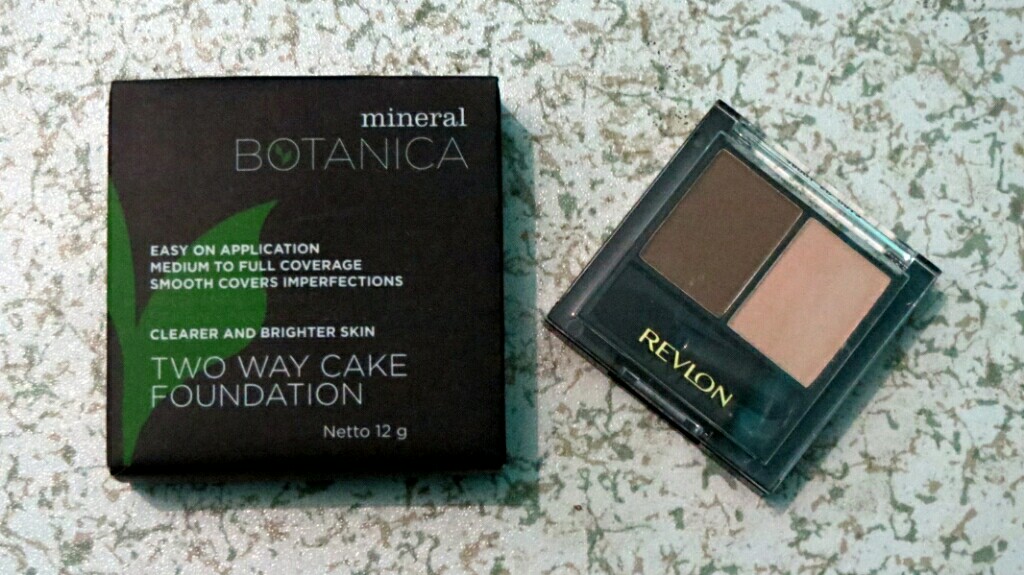 mineral
BOTANICA
EASY ON APPLICATION
MEDIUM TO FULL COVERAGE
SMOOTH COVERS IMPERFECTIONS
CLEARER AND BRIGHTER SKIN
TWO WAY CAKE
FOUNDATION
Netto 12 g
REVLON